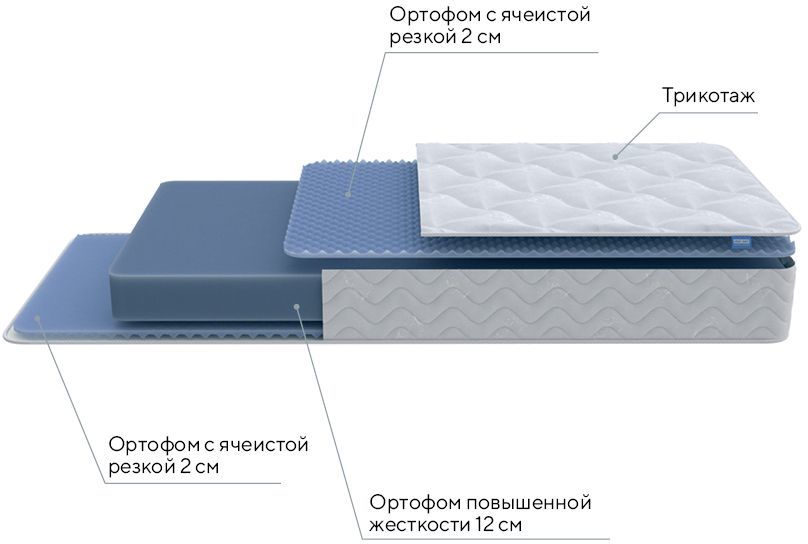 Ортофом с ячеистой
резкой 2 см
Трикотаж
Ортофом с ячеистой
резкой 2 см
Ортофом повышенной
жесткости 12 см